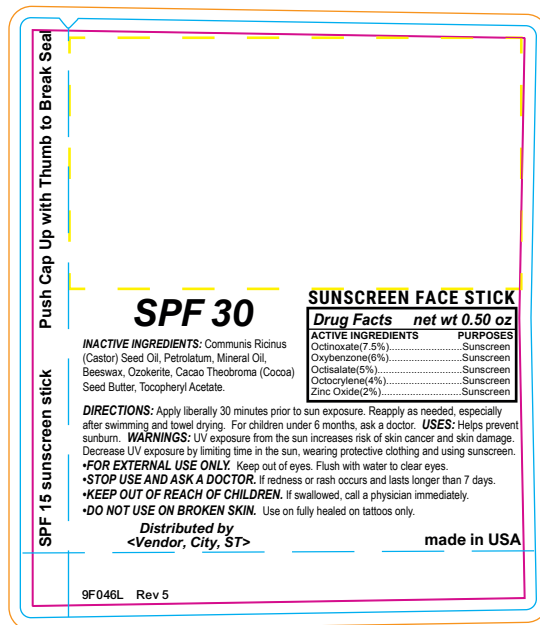 Push Cap Up with Thumb to Break Seal
SPF 15 sunscreen stick
SPF 30
INACTIVE INGREDIENTS: Communis Ricinus
(Castor) Seed Oil, Petrolatum, Mineral Oil,
Beeswax, Ozokerite, Cacao Theobroma (Cocoa)
Seed Butter, Tocopheryl Acetate.
SUNSCREEN FACE STICK
Drug Facts net wt 0.50 oz
ACTIVE INGREDIENTS PURPOSES
Octinoxate(7.5%)..........................Sunscreen
Oxybenzone(6%)..........................Sunscreen
Octisalate(5%)..............................Sunscreen
Octocrylene(4%)...........................Sunscreen
Zinc Oxide(2%).............................Sunscreen
DIRECTIONS: Apply liberally 30 minutes prior to sun exposure. Reapply as needed, especially
after swimming and towel drying. For children under 6 months, ask a doctor. USES: Helps prevent
sunburn. WARNINGS: UV exposure from the sun increases risk of skin cancer and skin damage.
Decrease UV exposure by limiting time in the sun, wearing protective clothing and using sunscreen.
•FOR EXTERNAL USE ONLY. Keep out of eyes. Flush with water to clear eyes.
•STOP USE AND ASK A DOCTOR. If redness or rash occurs and lasts longer than 7 days.
•KEEP OUT OF REACH OF CHILDREN. If swallowed, call a physician immediately.
•DO NOT USE ON BROKEN SKIN. Use on fully healed on tattoos only.
Distributed by
<Vendor, City, ST>
made in USA
9F046L Rev 5